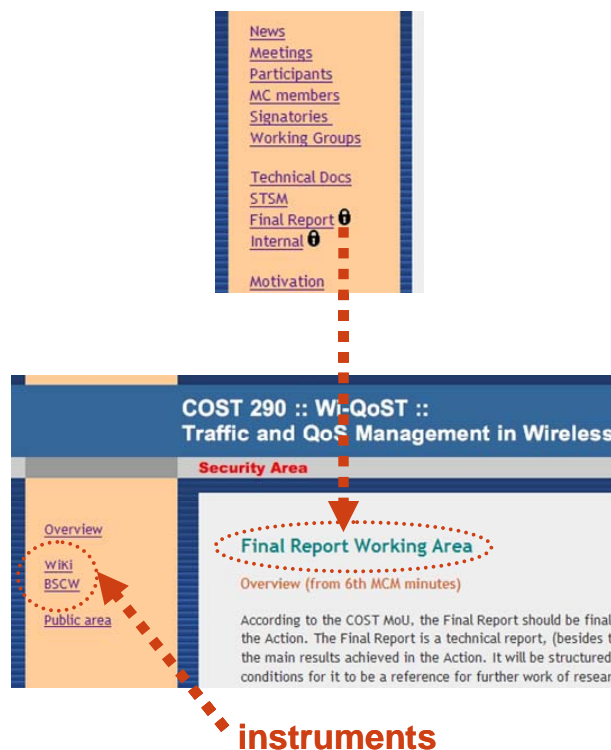 News
Meetings
Participants
MC members
Signatories
Working Groups
Technical Docs
STSM
Final Report
Internal
Motivation
COST 290 :: Wi-QoST ::
Traffic and QoS Management in Wireless
Security Area
Overview
WiKi
BSCW
Public area
Final Report Working Area
Overview (from 6th MCM minutes)
According to the COST MoU, the Final Report should be final
the Action. The Final Report is a technical report, (besides t
the main results achieved in the Action. It will be structured
conditions for it to be a reference for further work of resear
instruments